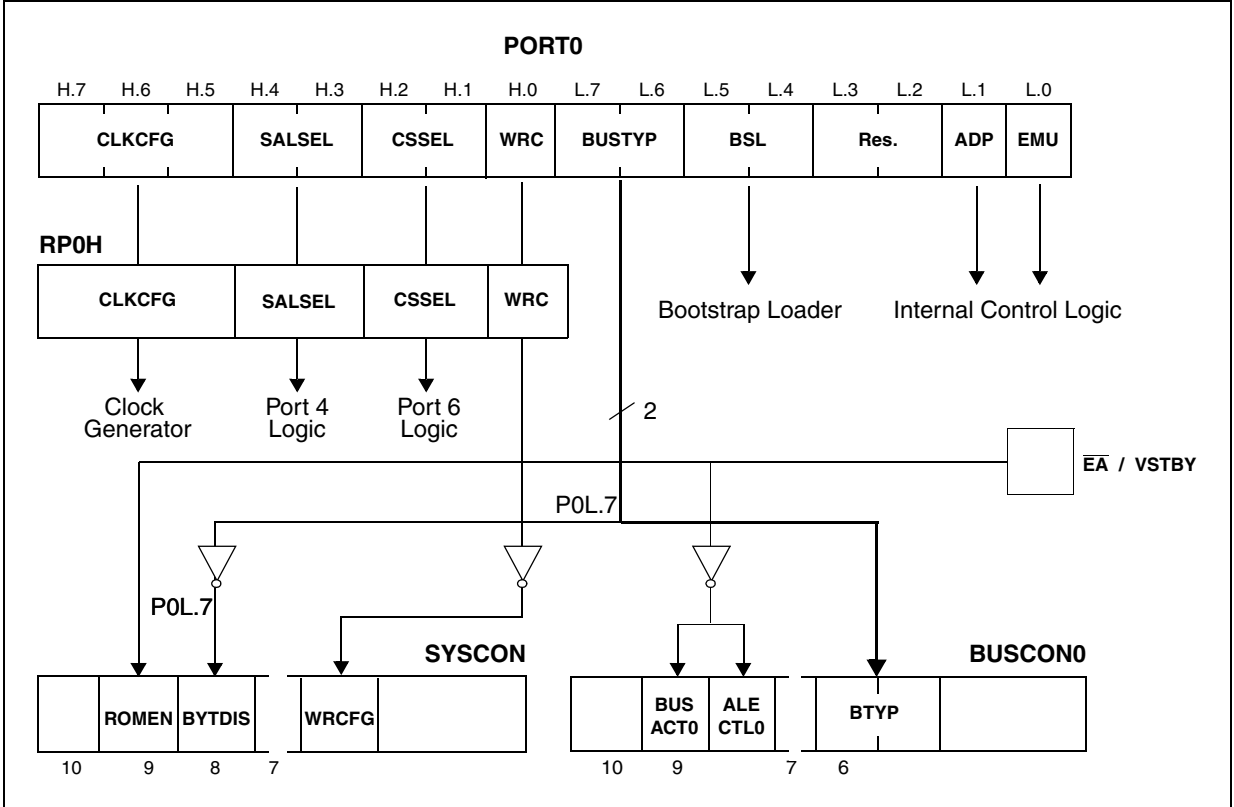 PORT0
H.7 H.6 H.5 H.4 H.3 H.2 H.1 H.0 L.7 L.6 L.5 L.4 L.3 L.2 L.1 L.0
CLKCFG SALSEL CSSEL WRC BUSTYP BSL Res. ADP EMU
RP0H
CLKCFG SALSEL CSSEL WRC
Bootstrap Loader Internal Control Logic
Clock Generator
Port 4 Logic
Port 6 Logic
2
EA / VSTBY
P0L.7
P0L.7
SYSCON BUSCON0
ROMEN BYTDIS WRCFG
BUS ACT0
ALE CTL0
BTYP
10 9 8 7 10 9 7 6